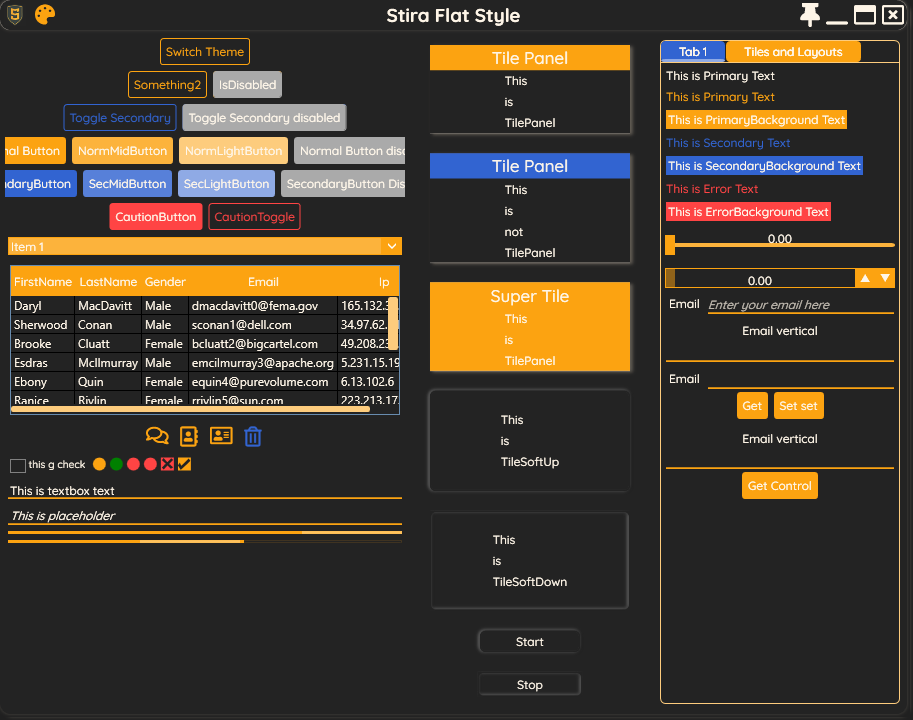 Stira Flat Style
Switch Theme
Something2 IsDisabled
Toggle Secondary Toggle Secondary disabled
nal Button NormMidButton NormLightButton Normal Button disa
ndaryButton SecMidButton SecLightButton SecondaryButton Dis
CautionButton CautionToggle
Item 1
FirstName LastName Gender Email Ip
Daryl MacDavitt Male dmacdavitt0@fema.gov 165.132.3
Sherwood Conan Male sconan1@dell.com 34.97.62.
Brooke Cluatt Female bcluatt2@bigcartel.com 49.208.23
Esdras McIlmurray Male emcilmurray3@apache.org 5.231.15.19
Ebony Quin Female equin4@purevolume.com 6.13.102.6
Ranice Rivlin Female rrivlin5@sun.com 223.213.17.
this g check
This is textbox text
This is placeholder
Tile Panel
This
is
TilePanel
Tile Panel
This
is
not
TilePanel
Super Tile
This
is
TilePanel
This
is
TileSoftUp
This
is
TileSoftDown
Start
Stop
Tab 1 Tiles and Layouts
This is Primary Text
This is Primary Text
This is PrimaryBackground Text
This is Secondary Text
This is SecondaryBackground Text
This is Error Text
This is ErrorBackground Text
0.00
0.00
Email Enter your email here
Email vertical
Email
Get Set set
Email vertical
Get Control